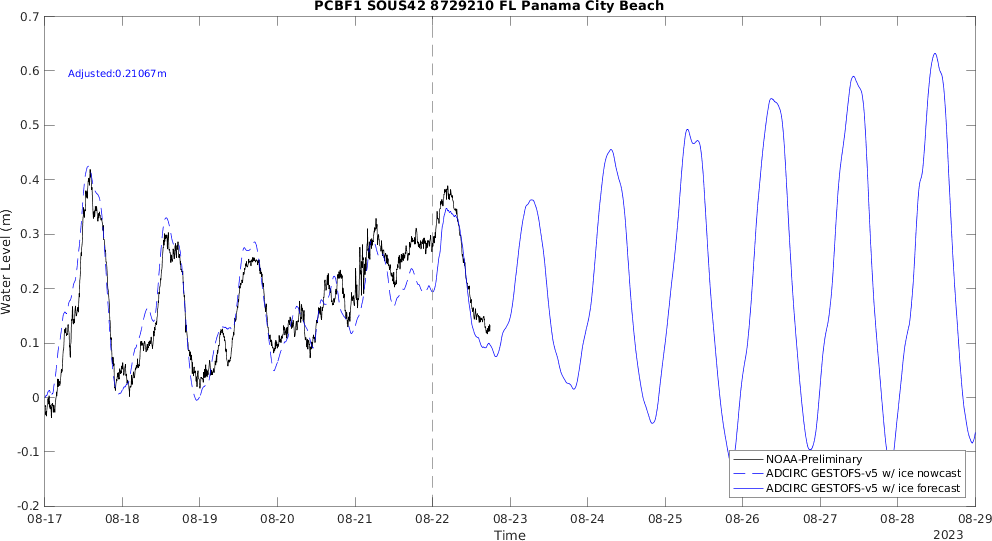 PCBF1 SOUS42 8729210 FL Panama City Beach
Adjusted:0.21067m
0.7
0.6
0.5
0.4
0.3
0.2
0.1
0
-0.1
-0.2
Water Level (m)
NOAA-Preliminary
ADCIRC GESTOFS-v5 w/ ice nowcast
ADCIRC GESTOFS-v5 w/ ice forecast
08-17 08-18 08-19 08-20 08-21 08-22 08-23 08-24 08-25 08-26 08-27 08-28 08-29
Time
2023